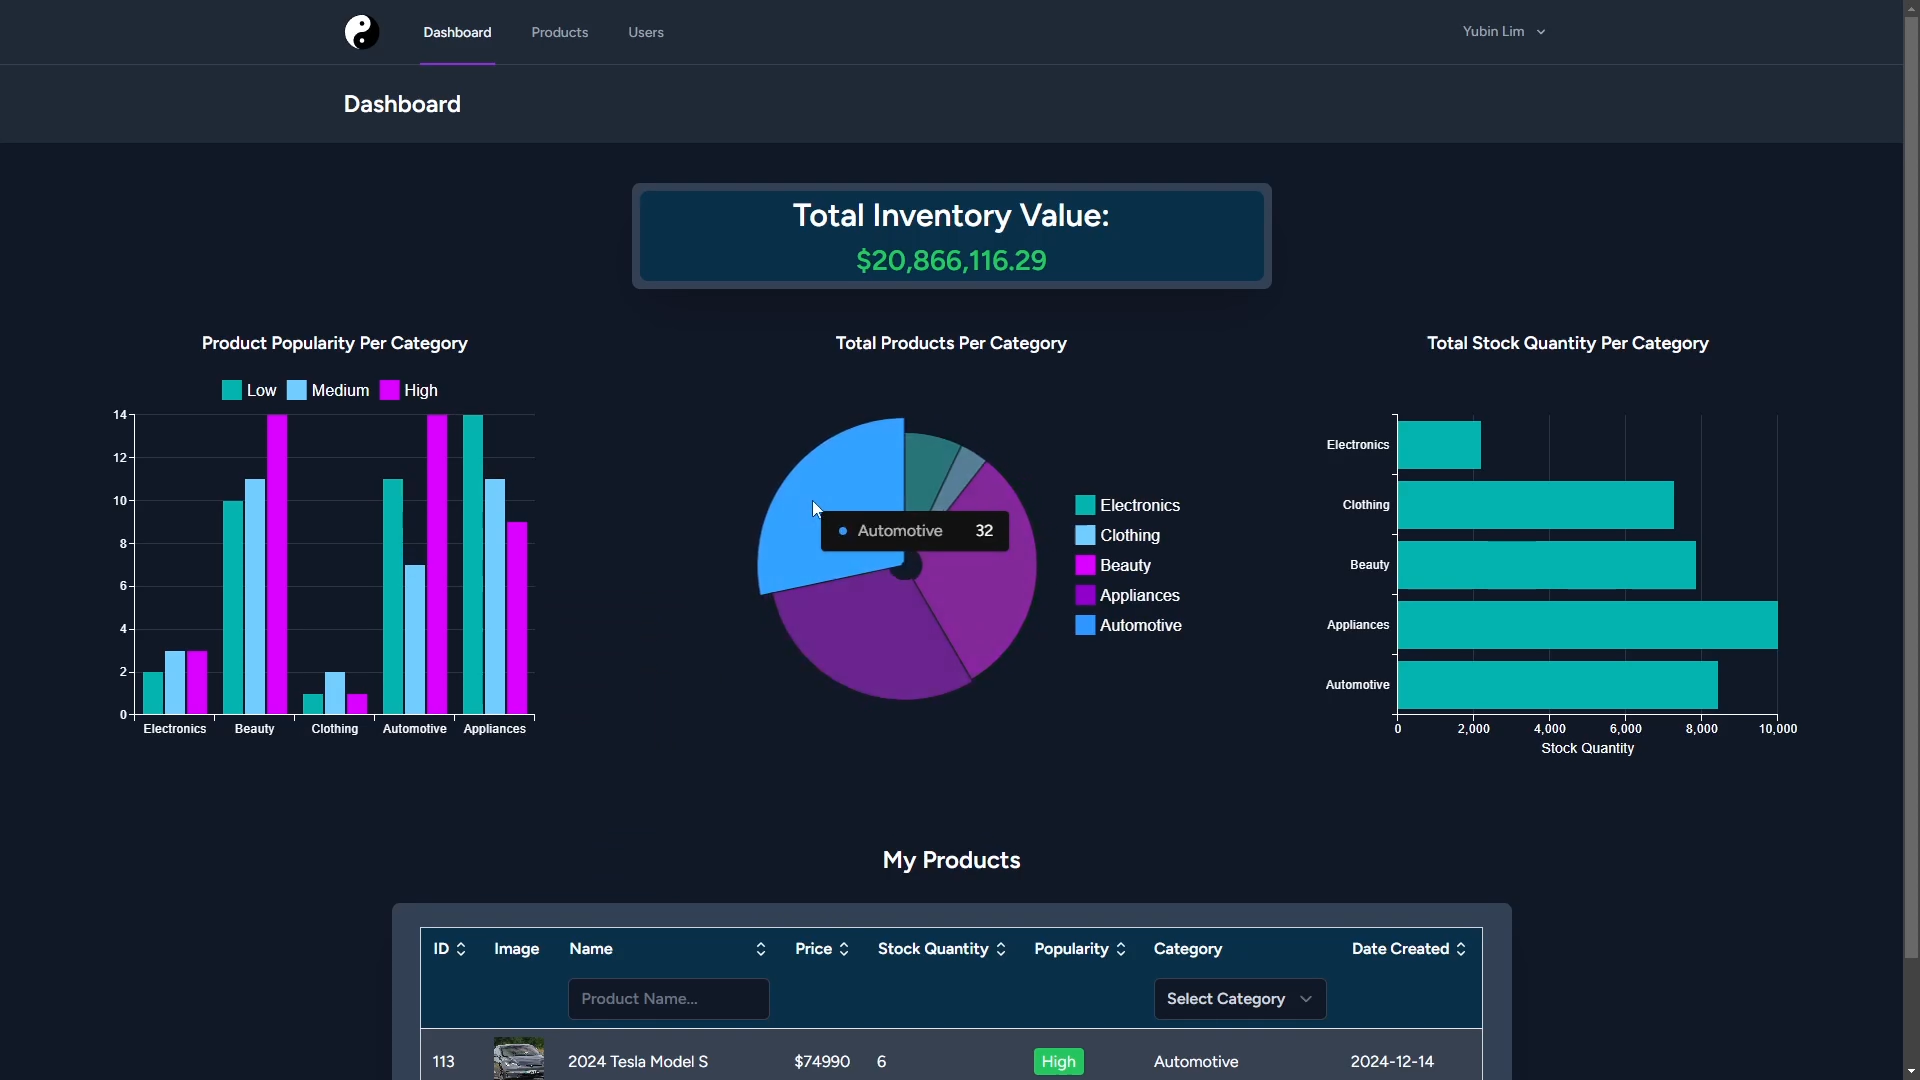 Dashboard Products Users Yubin Lim
Dashboard
Total Inventory Value:
$20,866,116.29
Product Popularity Per Category
Low Medium High
14
12
10
8
6
4
2
0
Electronics Beauty Clothing Automotive Appliances
Total Products Per Category
Automotive 32
Electronics
Clothing
Beauty
Appliances
Automotive
Total Stock Quantity Per Category
Electronics
Clothing
Beauty
Appliances
Automotive
0 2,000 4,000 6,000 8,000 10,000
Stock Quantity
My Products
ID Image Name Price Stock Quantity Popularity Category Date Created
Product Name... Select Category
113 2024 Tesla Model S $74990 6 High Automotive 2024-12-14